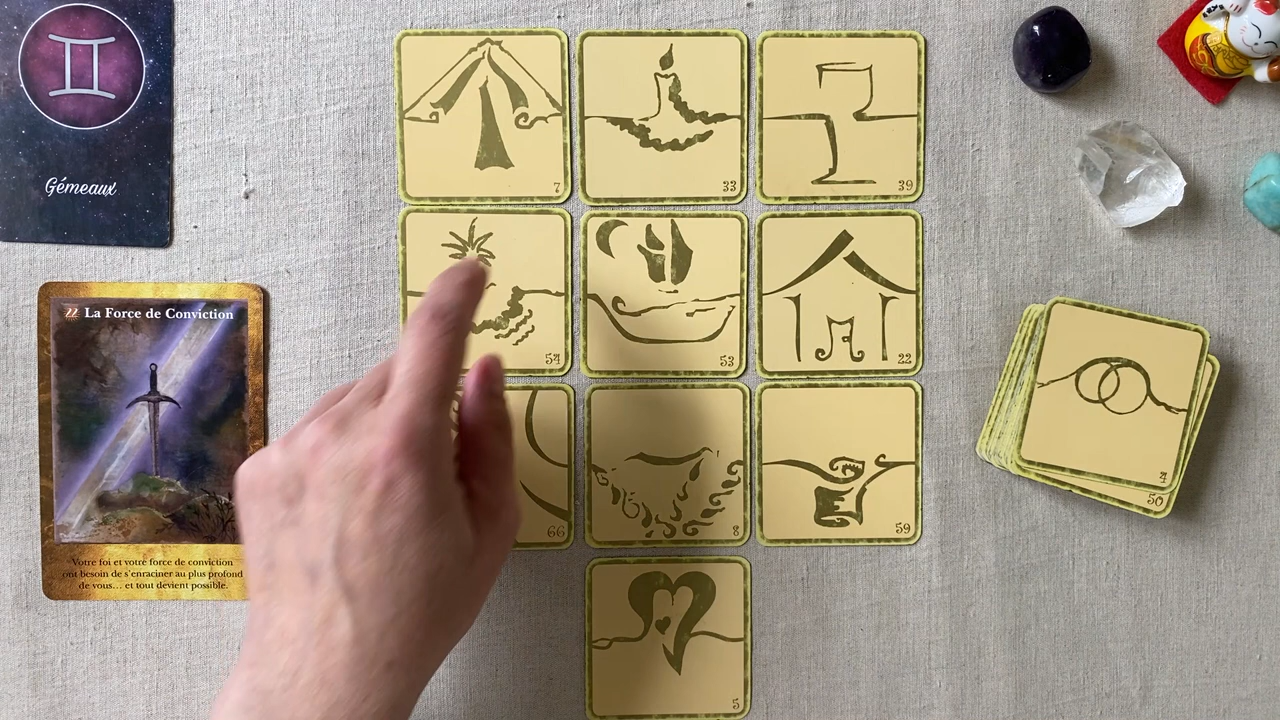 Gémeaux
22 La Force de Conviction
Votre foi et votre force de conviction
ont besoin de s'enraciner au plus profond
de vous... et tout devient possible.
7
33
39
54
53
22
66
8
59
5
4
50